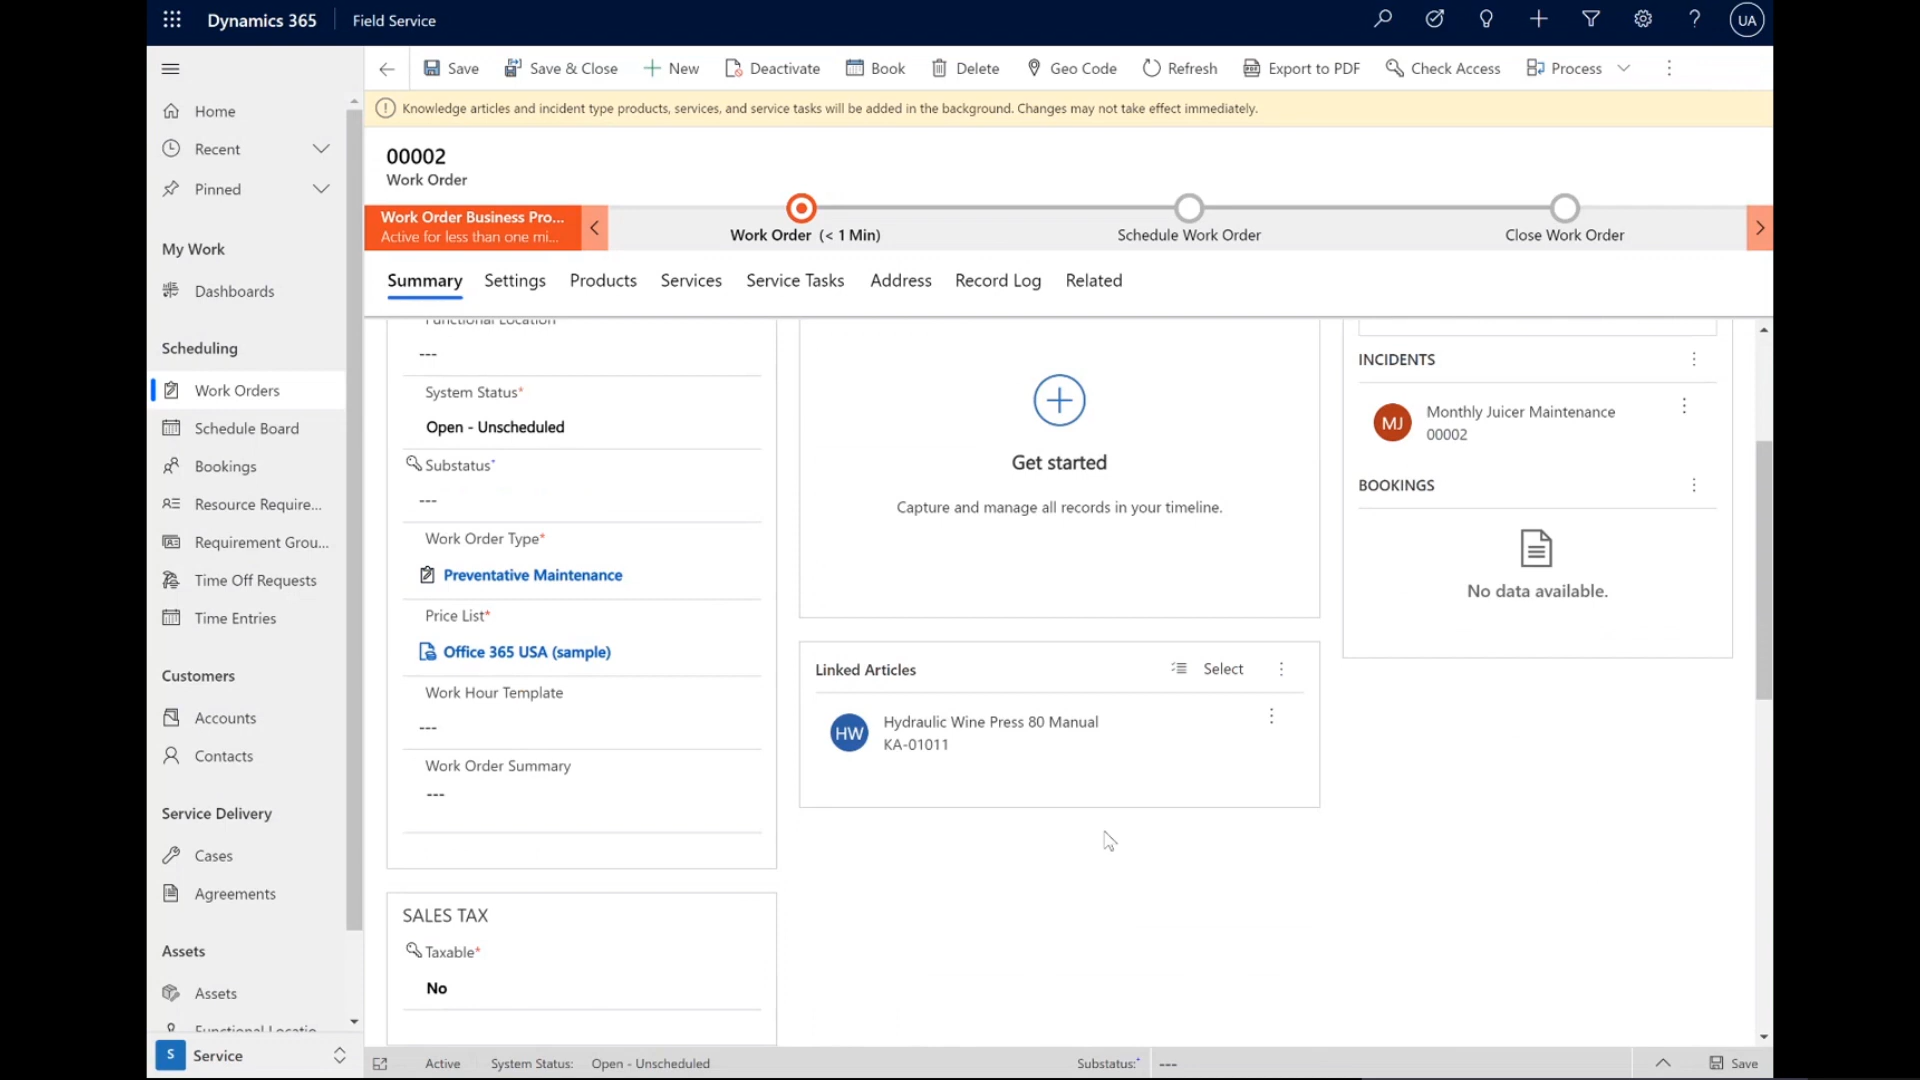 Dynamics 365
Field Service
UA
Save
Save & Close
New
Deactivate
Book
Delete
Geo Code
Refresh
Export to PDF
Check Access
Process
Knowledge articles and incident type products, services, and service tasks will be added in the background. Changes may not take effect immediately.
Home
Recent
Pinned
My Work
Dashboards
Scheduling
Work Orders
Schedule Board
Bookings
Resource Require...
Requirement Grou...
Time Off Requests
Time Entries
Customers
Accounts
Contacts
Service Delivery
Cases
Agreements
Assets
Assets
Functional Locatio
S
Service
00002
Work Order
Work Order Business Pro...
Active for less than one mi...
Work Order (< 1 Min)
Schedule Work Order
Close Work Order
Summary
Settings
Products
Services
Service Tasks
Address
Record Log
Related
Functional Location
---
System Status*
Open - Unscheduled
Substatus*
---
Work Order Type*
Preventative Maintenance
Price List*
Office 365 USA (sample)
Work Hour Template
---
Work Order Summary
---
SALES TAX
Taxable*
No
Get started
Capture and manage all records in your timeline.
Linked Articles
Select
HW
Hydraulic Wine Press 80 Manual
KA-01011
INCIDENTS
MJ
Monthly Juicer Maintenance
00002
BOOKINGS
No data available.
Active
System Status:
Open - Unscheduled
Substatus:*
---
Save